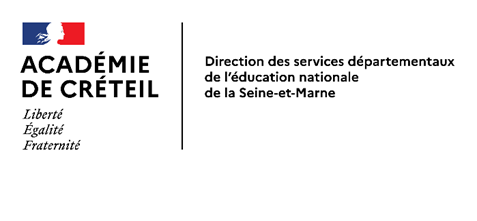 ACADÉMIE
DE CRÉTEIL
Liberté
Égalité
Fraternité
Direction des services départementaux
de l'éducation nationale
de la Seine-et-Marne